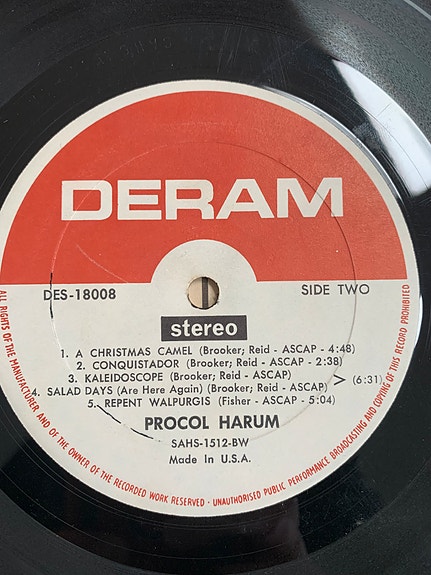 DERAM
DES-18008
SIDE TWO
stereo
1. A CHRISTMAS CAMEL (Brooker; Reid - ASCAP - 4:48)
2. CONQUISTADOR (Brooker; Reid - ASCAP - 2:38)
3. KALEIDOSCOPE (Brooker; Reid - ASCAP)
4. SALAD DAYS (Are Here Again) (Brooker; Reid - ASCAP) > (6:31)
5. REPENT WALPURGIS (Fisher - ASCAP - 5:04)
PROCOL HARUM
SAHS-1512-BW
Made In U.S.A.
ALL RIGHTS OF THE MANUFACTURER AND OF THE OWNER OF THE RECORDED WORK RESERVED · UNAUTHORISED PUBLIC PERFORMANCE BROADCASTING AND COPYING OF THIS RECORD PROHIBITED